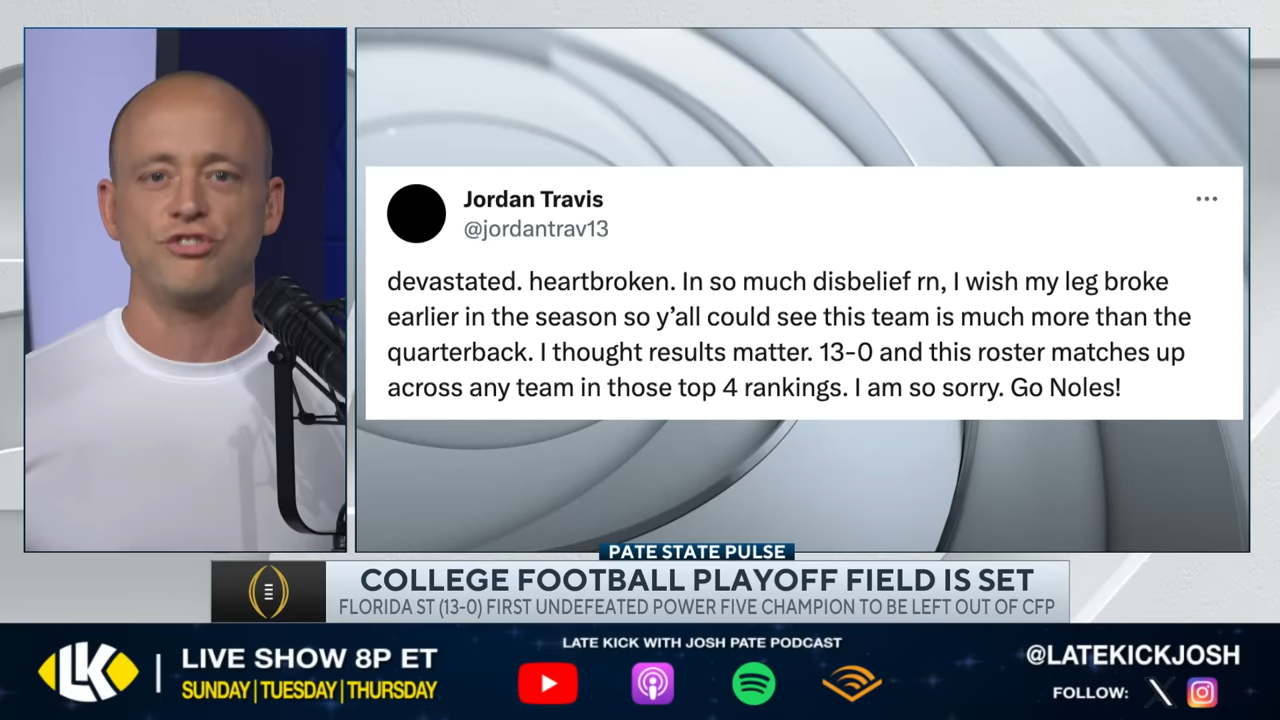 Jordan Travis
@jordantrav13
devastated. heartbroken. In so much disbelief rn, I wish my leg broke
earlier in the season so y’all could see this team is much more than the
quarterback. I thought results matter. 13-0 and this roster matches up
across any team in those top 4 rankings. I am so sorry. Go Noles!
PATE STATE PULSE
COLLEGE FOOTBALL PLAYOFF FIELD IS SET
FLORIDA ST (13-0) FIRST UNDEFEATED POWER FIVE CHAMPION TO BE LEFT OUT OF CFP
LK
LIVE SHOW 8P ET
SUNDAY | TUESDAY | THURSDAY
LATE KICK WITH JOSH PATE PODCAST
@LATEKICKJOSH
FOLLOW: